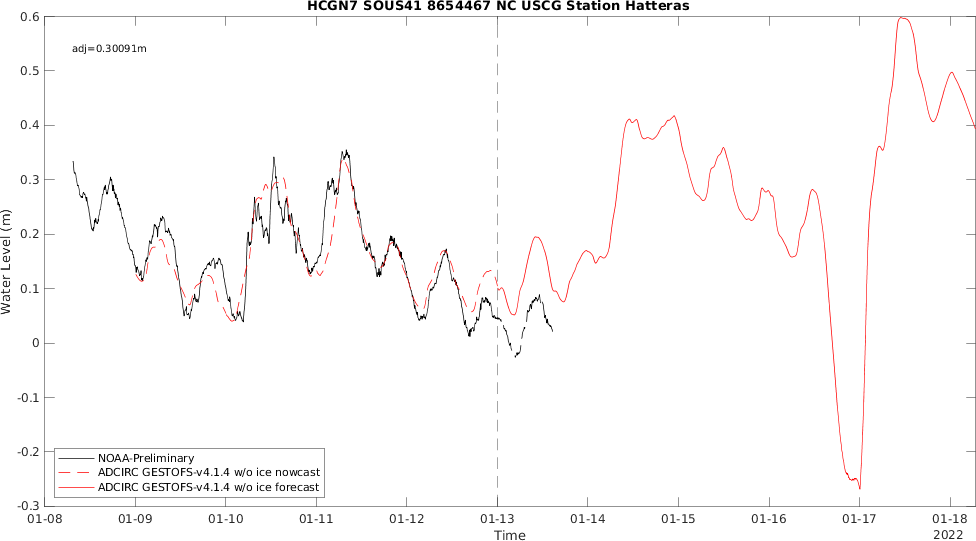 HCGN7 SOUS41 8654467 NC USCG Station Hatteras
adj=0.30091m
0.6
0.5
0.4
0.3
0.2
0.1
0
-0.1
-0.2
-0.3
Water Level (m)
NOAA-Preliminary
ADCIRC GESTOFS-v4.1.4 w/o ice nowcast
ADCIRC GESTOFS-v4.1.4 w/o ice forecast
01-08 01-09 01-10 01-11 01-12 01-13 01-14 01-15 01-16 01-17 01-18
Time 2022